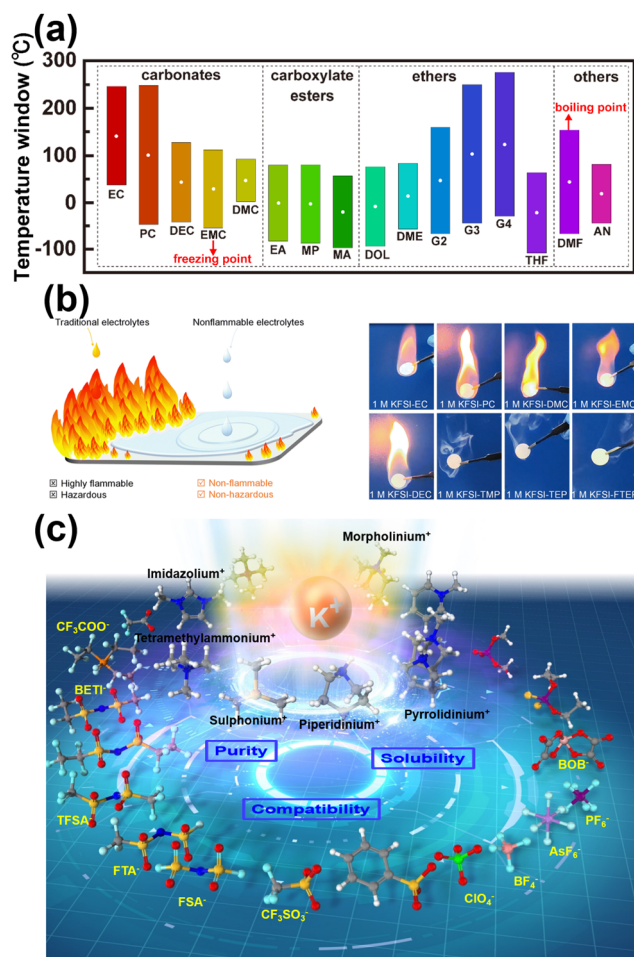 (a)
Temperature window (℃)
300
200
100
0
-100
carbonates
carboxylate
esters
ethers
others
boiling point
freezing point
EC
PC
DEC
EMC
DMC
EA
MP
MA
DOL
DME
G2
G3
G4
THF
DMF
AN
(b)
Traditional electrolytes
Nonflammable electrolytes
☒ Highly flammable
☒ Hazardous
☑ Non-flammable
☑ Non-hazardous
1 M KFSI-EC
1 M KFSI-PC
1 M KFSI-DMC
1 M KFSI-EMC
1 M KFSI-DEC
1 M KFSI-TMP
1 M KFSI-TEP
1 M KFSI-FTEP
(c)
Morpholinium⁺
Imidazolium⁺
K⁺
CF₃COO⁻
Tetramethylammonium⁺
BETI⁻
Sulphonium⁺
Piperidinium⁺
Pyrrolidinium⁺
Purity
Solubility
Compatibility
BOB⁻
TFSA⁻
PF₆⁻
AsF₆⁻
FTA⁻
BF₄⁻
FSA⁻
CF₃SO₃⁻
ClO₄⁻